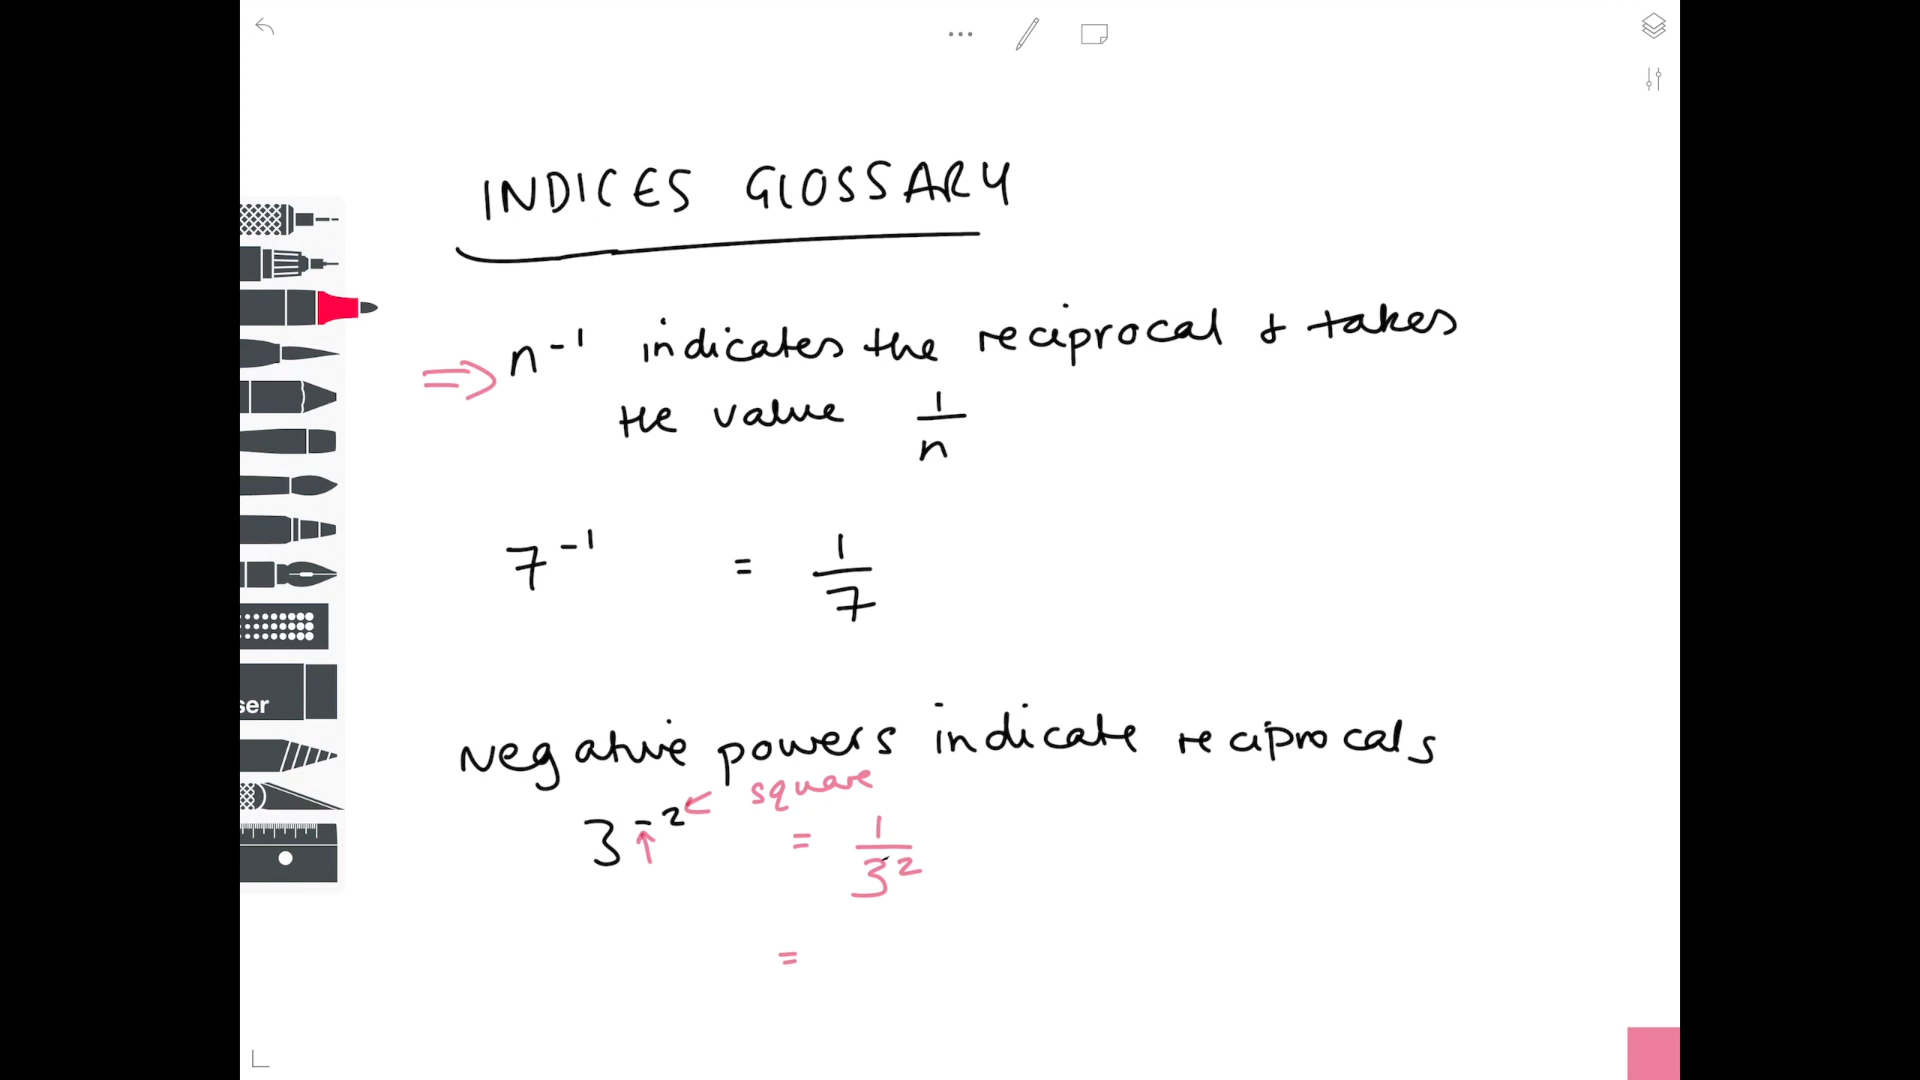 INDICES GLOSSARY
⇒ n⁻¹ indicates the reciprocal & takes
the value 1/n
7⁻¹ = 1/7
ser
Negative powers indicate reciprocals
square
3⁻² = 1/3²
=